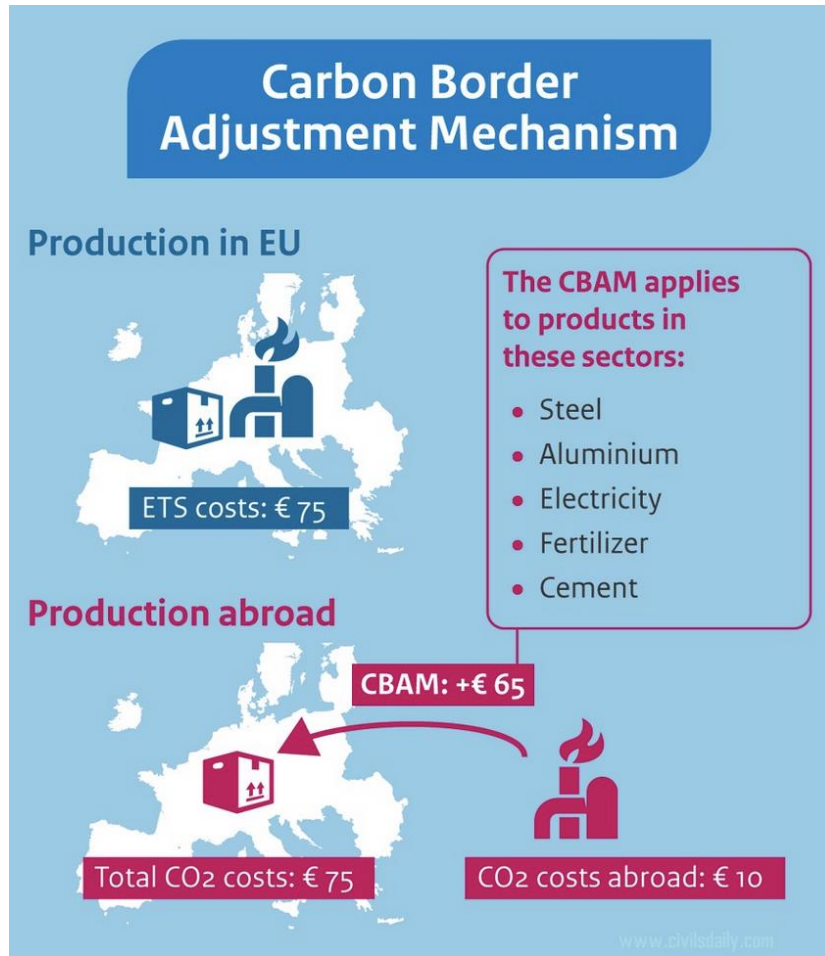 Carbon Border
Adjustment Mechanism
Production in EU
ETS costs: € 75
The CBAM applies
to products in
these sectors:
• Steel
• Aluminium
• Electricity
• Fertilizer
• Cement
Production abroad
CBAM: +€ 65
Total CO2 costs: € 75
CO2 costs abroad: € 10
www.civilsdaily.com